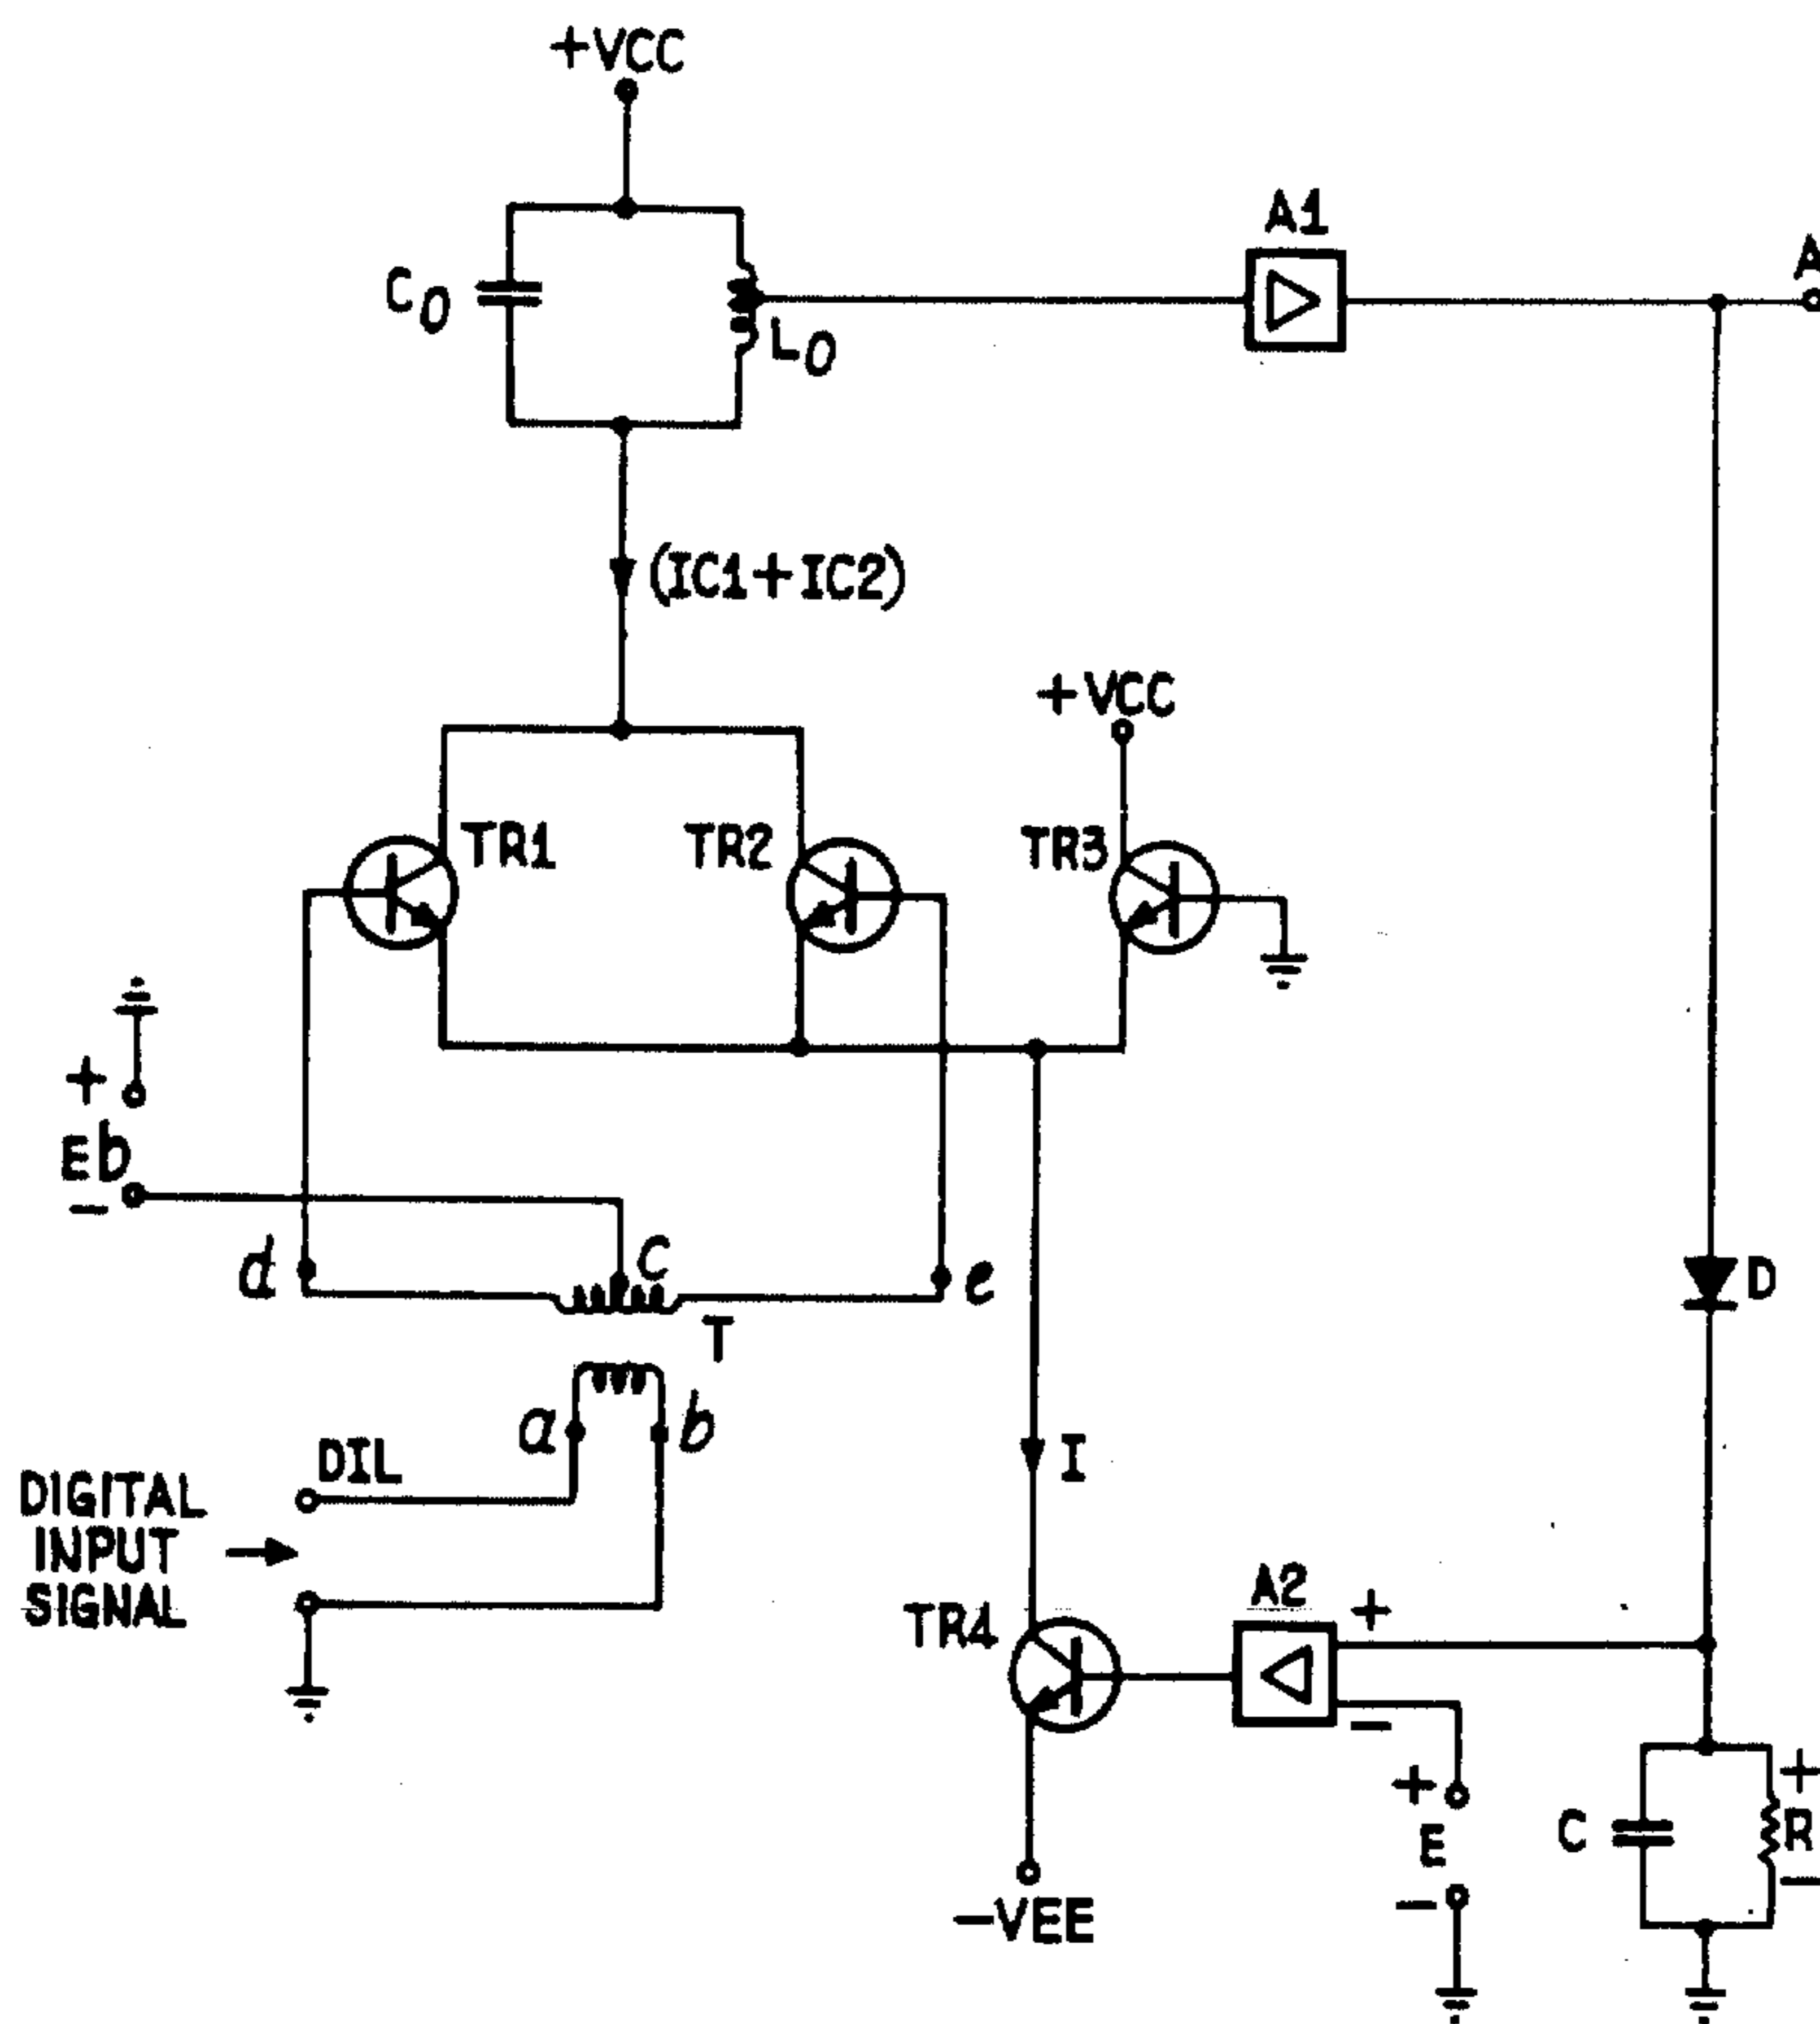 +VCC
A1
A
C0
L0
(IC1+IC2)
+VCC
TR1
TR2
TR3
+
Eb
-
d
c
e
T
D
a
b
DIL
I
DIGITAL
INPUT
SIGNAL
A2
+
TR4
-
+
E
-
C
+
R
-
-VEE